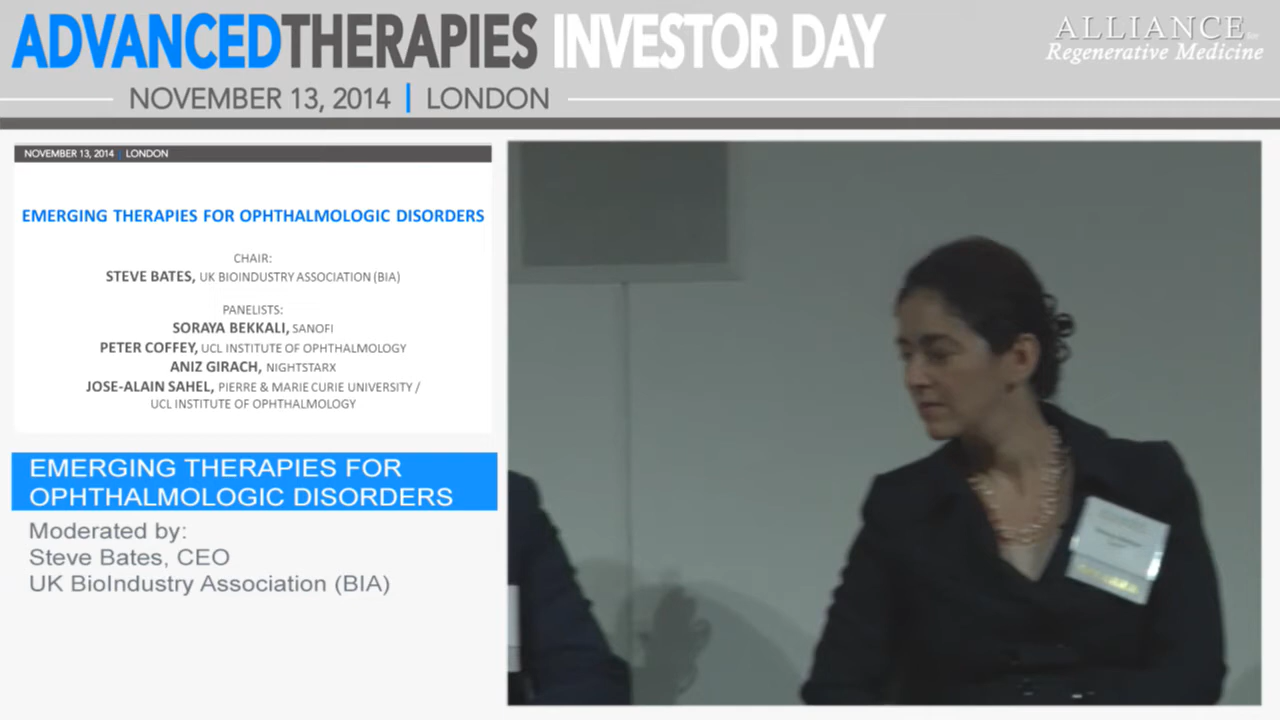 ADVANCEDTHERAPIES INVESTOR DAY
NOVEMBER 13, 2014 | LONDON
ALLIANCE for
Regenerative Medicine
NOVEMBER 13, 2014 | LONDON
EMERGING THERAPIES FOR OPHTHALMOLOGIC DISORDERS
CHAIR:
STEVE BATES, UK BIOINDUSTRY ASSOCIATION (BIA)
PANELISTS:
SORAYA BEKKALI, SANOFI
PETER COFFEY, UCL INSTITUTE OF OPHTHALMOLOGY
ANIZ GIRACH, NIGHTSTARX
JOSE-ALAIN SAHEL, PIERRE & MARIE CURIE UNIVERSITY /
UCL INSTITUTE OF OPHTHALMOLOGY
EMERGING THERAPIES FOR
OPHTHALMOLOGIC DISORDERS
Moderated by:
Steve Bates, CEO
UK BioIndustry Association (BIA)